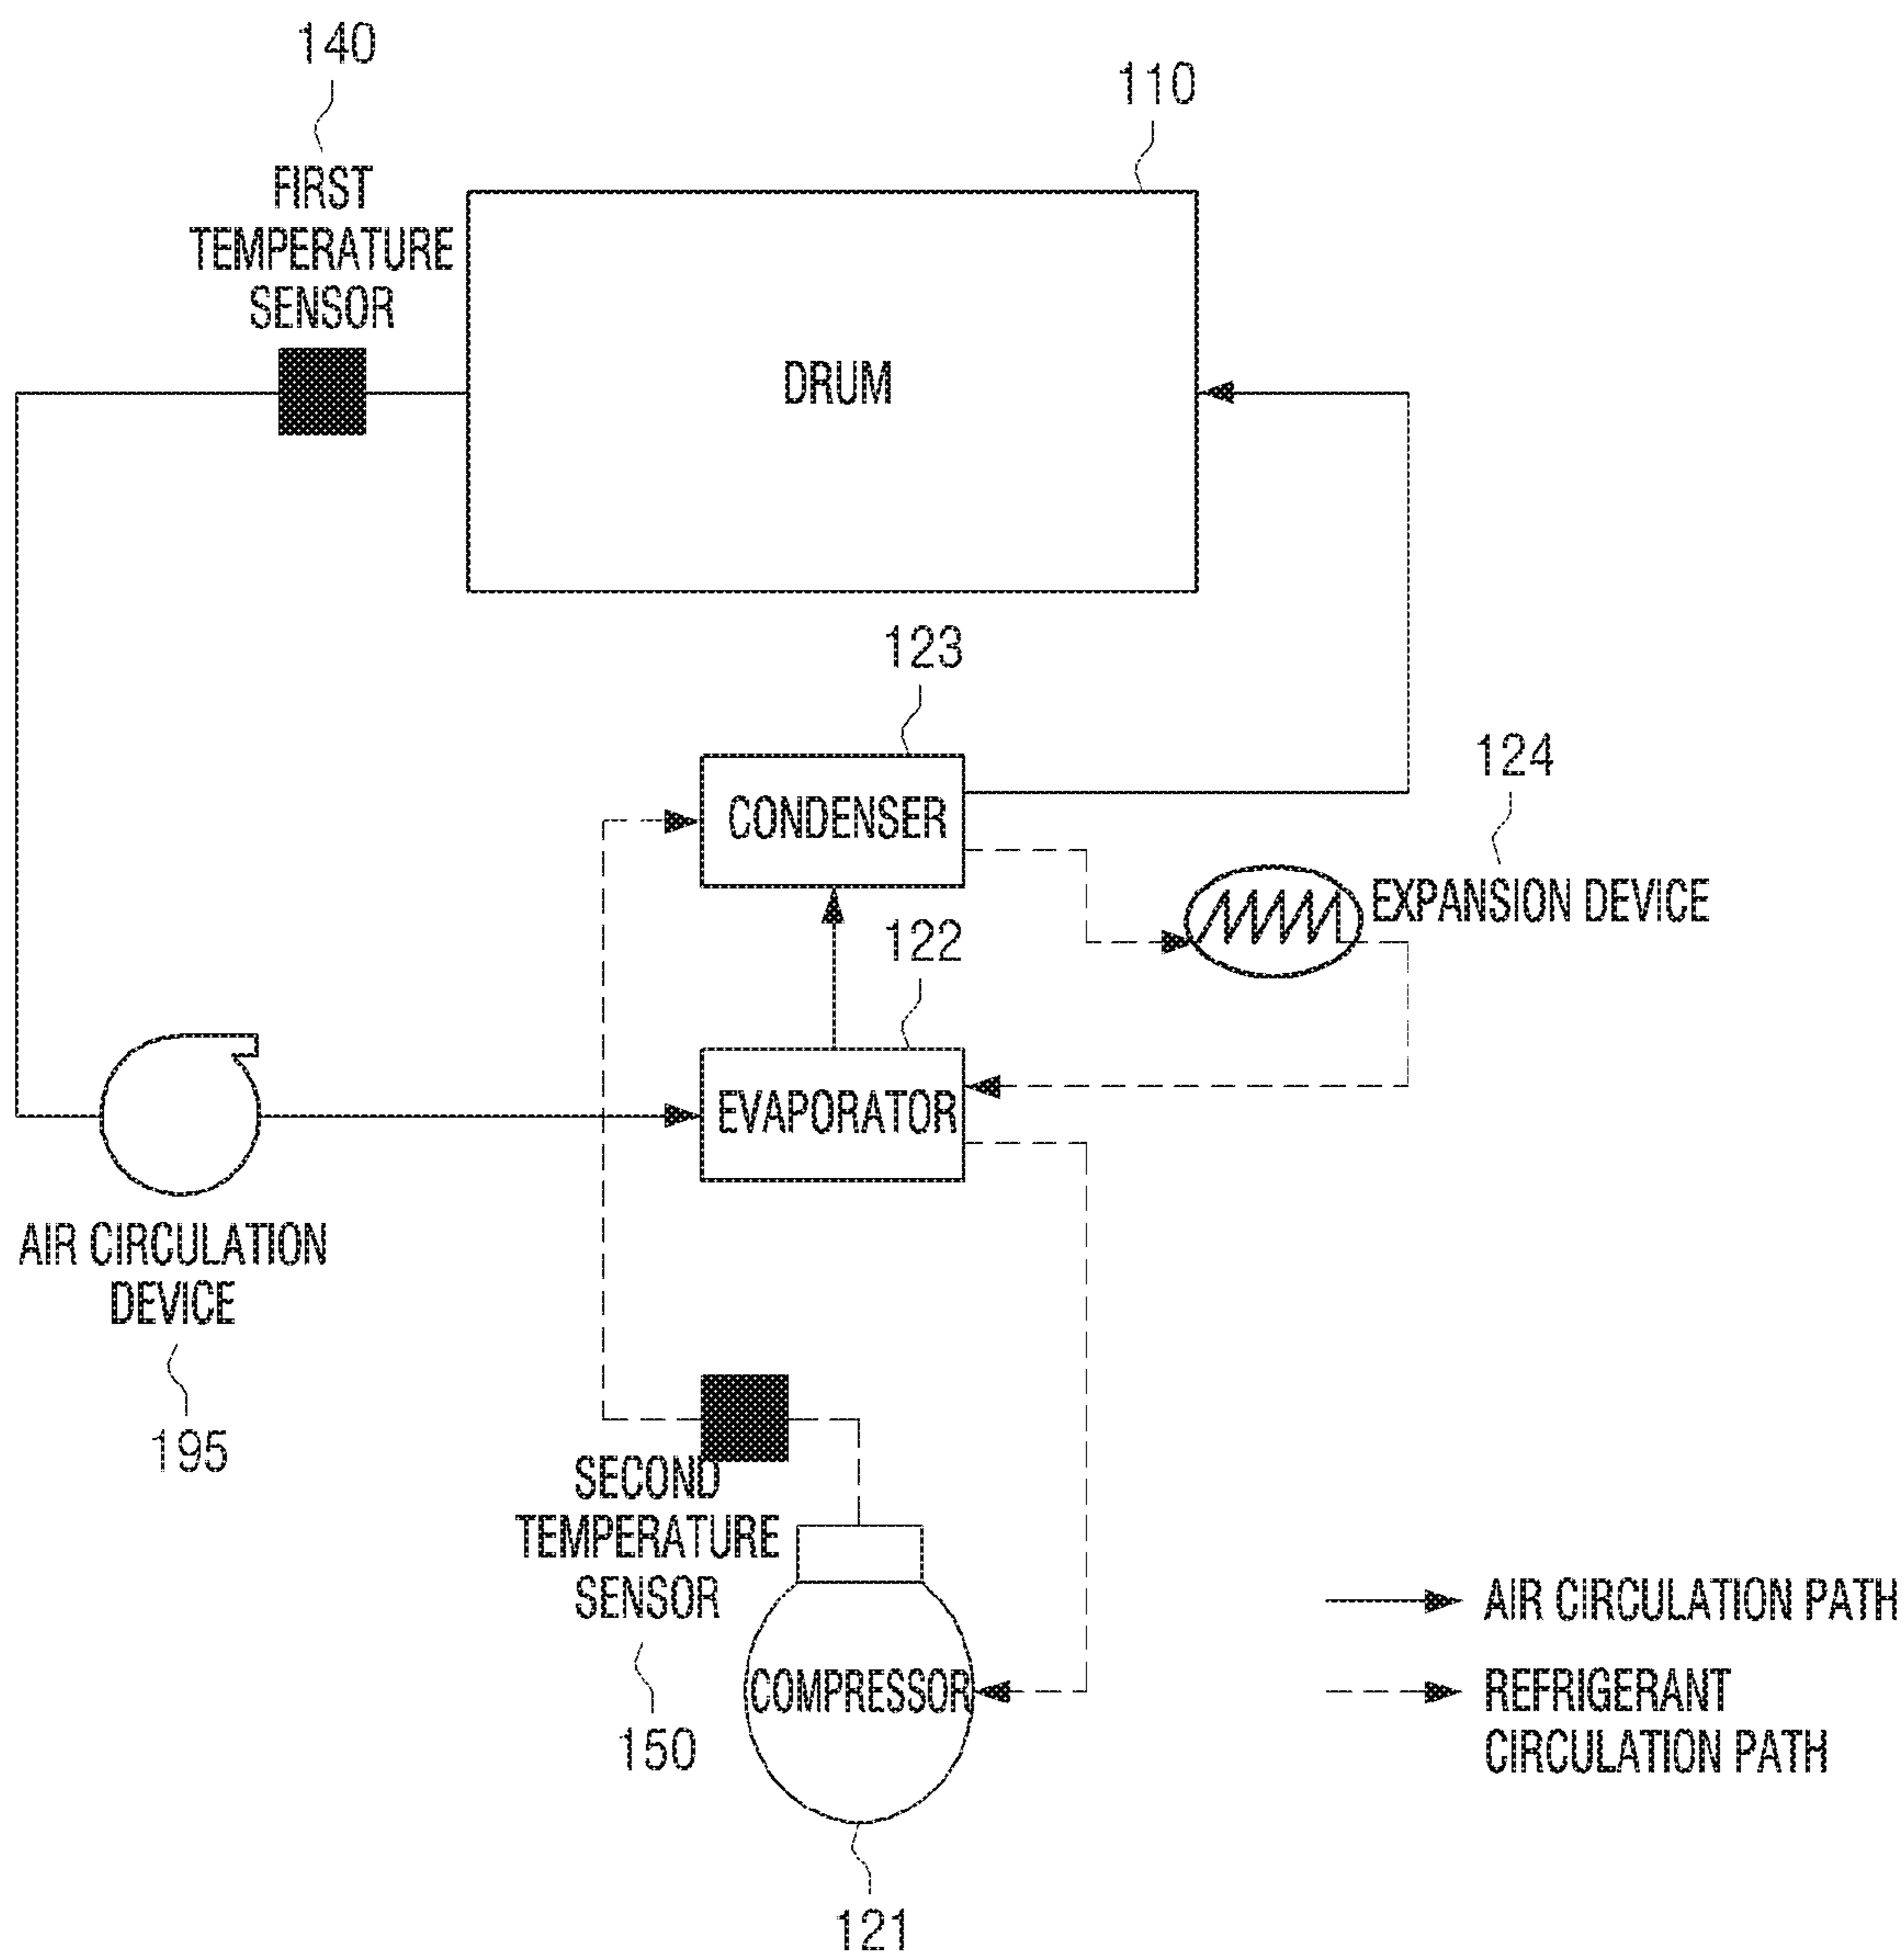 140
110
FIRST
TEMPERATURE
SENSOR
DRUM
123
124
CONDENSER
EXPANSION DEVICE
122
EVAPORATOR
AIR CIRCULATION
DEVICE
195
SECOND
TEMPERATURE
SENSOR
150
COMPRESSOR
121
AIR CIRCULATION PATH
REFRIGERANT
CIRCULATION PATH